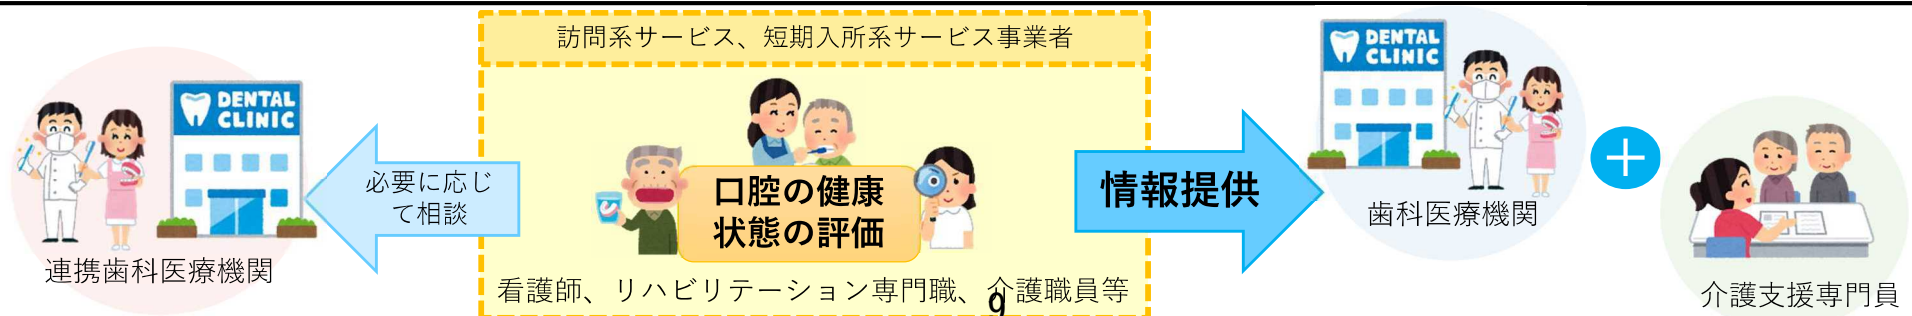 訪問系サービス、短期入所系サービス事業者
DENTAL
CLINIC
連携歯科医療機関
必要に応じ
て相談
口腔の健康
状態の評価
看護師、リハビリテーション専門職、介護職員等
9
情報提供
DENTAL
CLINIC
歯科医療機関
＋
介護支援専門員